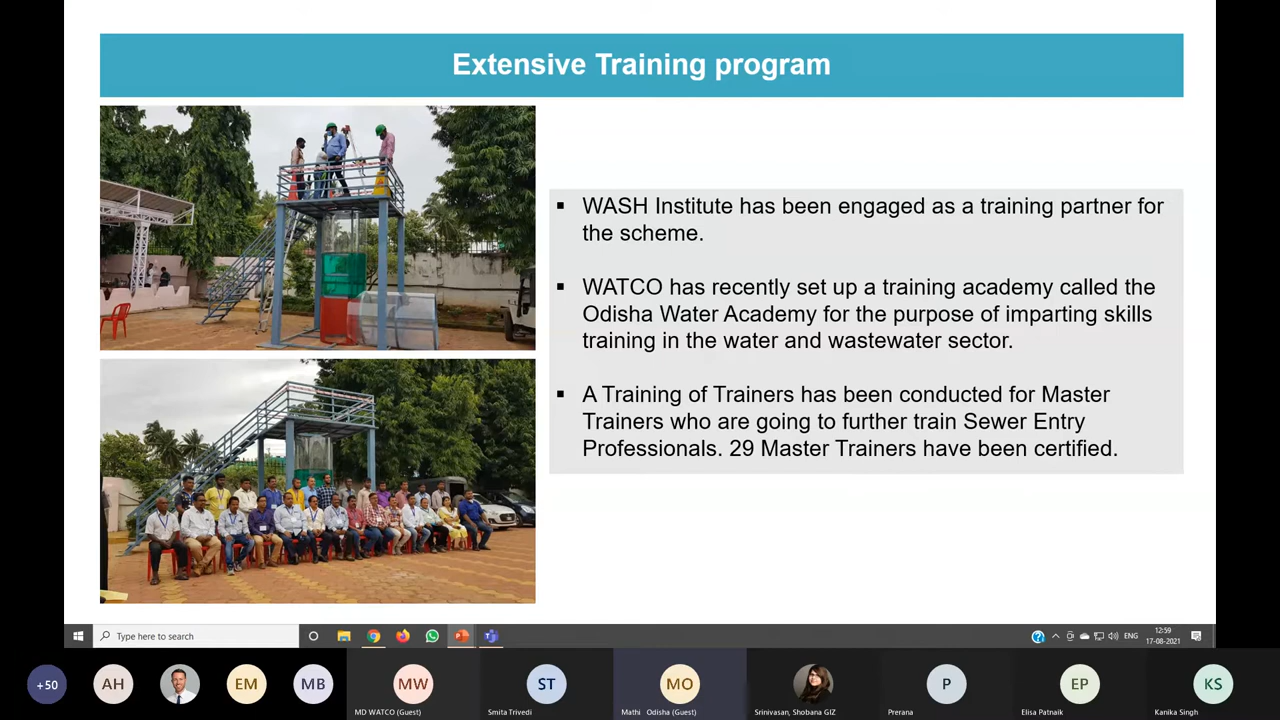 Extensive Training program
▪ WASH Institute has been engaged as a training partner for
the scheme.
▪ WATCO has recently set up a training academy called the
Odisha Water Academy for the purpose of imparting skills
training in the water and wastewater sector.
▪ A Training of Trainers has been conducted for Master
Trainers who are going to further train Sewer Entry
Professionals. 29 Master Trainers have been certified.
Type here to search
ENG
12:59
17-08-2021
+50
AH
EM
MB
MW
ST
MO
P
EP
KS
MD WATCO (Guest)
Smita Trivedi
Mathi Odisha (Guest)
Srinivasan, Shobana GIZ
Prerana
Elisa Patnaik
Kanika Singh